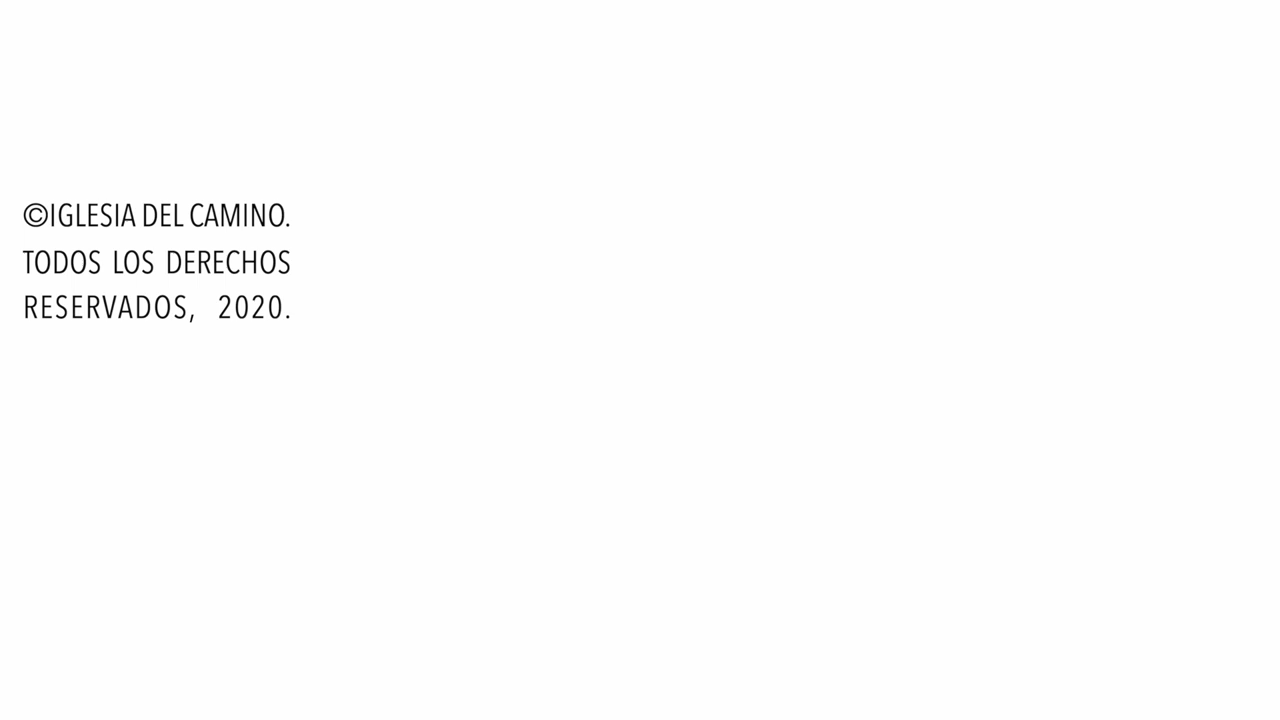 ©IGLESIA DEL CAMINO.
TODOS LOS DERECHOS
RESERVADOS, 2020.